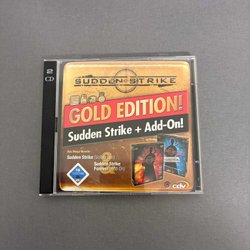 2
CD
SUDDEN STRIKE
GOLD EDITION!
Sudden Strike + Add-On!
Sudden Strike
Sudden Strike
Forever
cdv